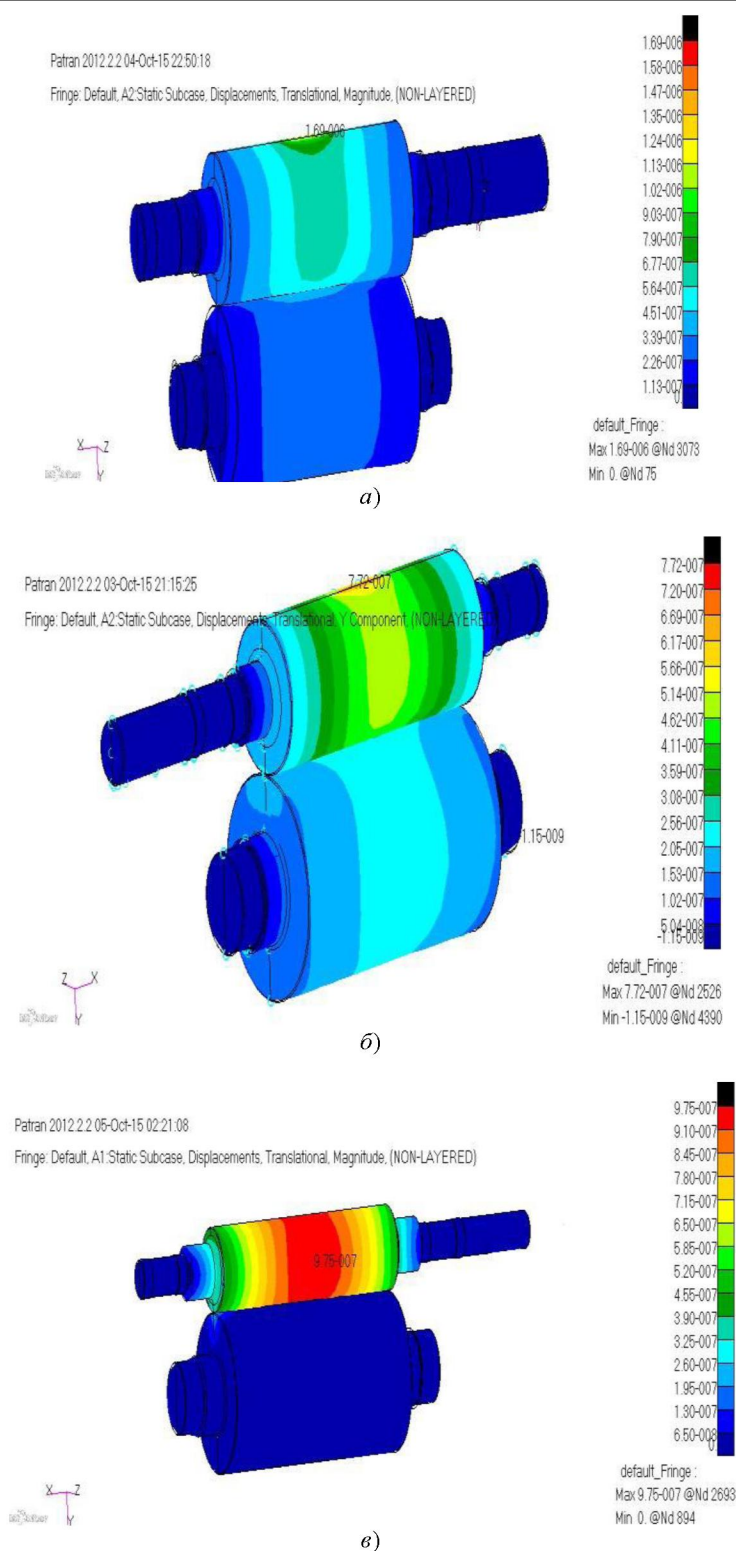 Patran 2012.2.2 04-Oct-15 22:50:18
Fringe: Default, A2:Static Subcase, Displacements, Translational, Magnitude, (NON-LAYERED)
1.69-006
1.69-006
1.58-006
1.47-006
1.35-006
1.24-006
1.13-006
1.02-006
9.03-007
7.90-007
6.77-007
5.64-007
4.51-007
3.39-007
2.26-007
1.13-007
0.
default_Fringe :
Max 1.69-006 @Nd 3073
Min 0. @Nd 75
X Z
Y
Y
а)
Patran 2012.2.2 03-Oct-15 21:15:25
Fringe: Default, A2:Static Subcase, Displacements, Translational, Y Component, (NON-LAYERED)
7.72-007
-1.15-009
7.72-007
7.20-007
6.69-007
6.17-007
5.66-007
5.14-007
4.62-007
4.11-007
3.59-007
3.08-007
2.56-007
2.05-007
1.53-007
1.02-007
5.04-008
-1.15-009
default_Fringe :
Max 7.72-007 @Nd 2526
Min -1.15-009 @Nd 4390
Z X
Y
б)
Patran 2012.2.2 05-Oct-15 02:21:08
Fringe: Default, A1:Static Subcase, Displacements, Translational, Magnitude, (NON-LAYERED)
9.75-007
9.75-007
9.10-007
8.45-007
7.80-007
7.15-007
6.50-007
5.85-007
5.20-007
4.55-007
3.90-007
3.25-007
2.60-007
1.95-007
1.30-007
6.50-008
0.
default_Fringe :
Max 9.75-007 @Nd 2693
Min 0. @Nd 894
X Z
Y
в)